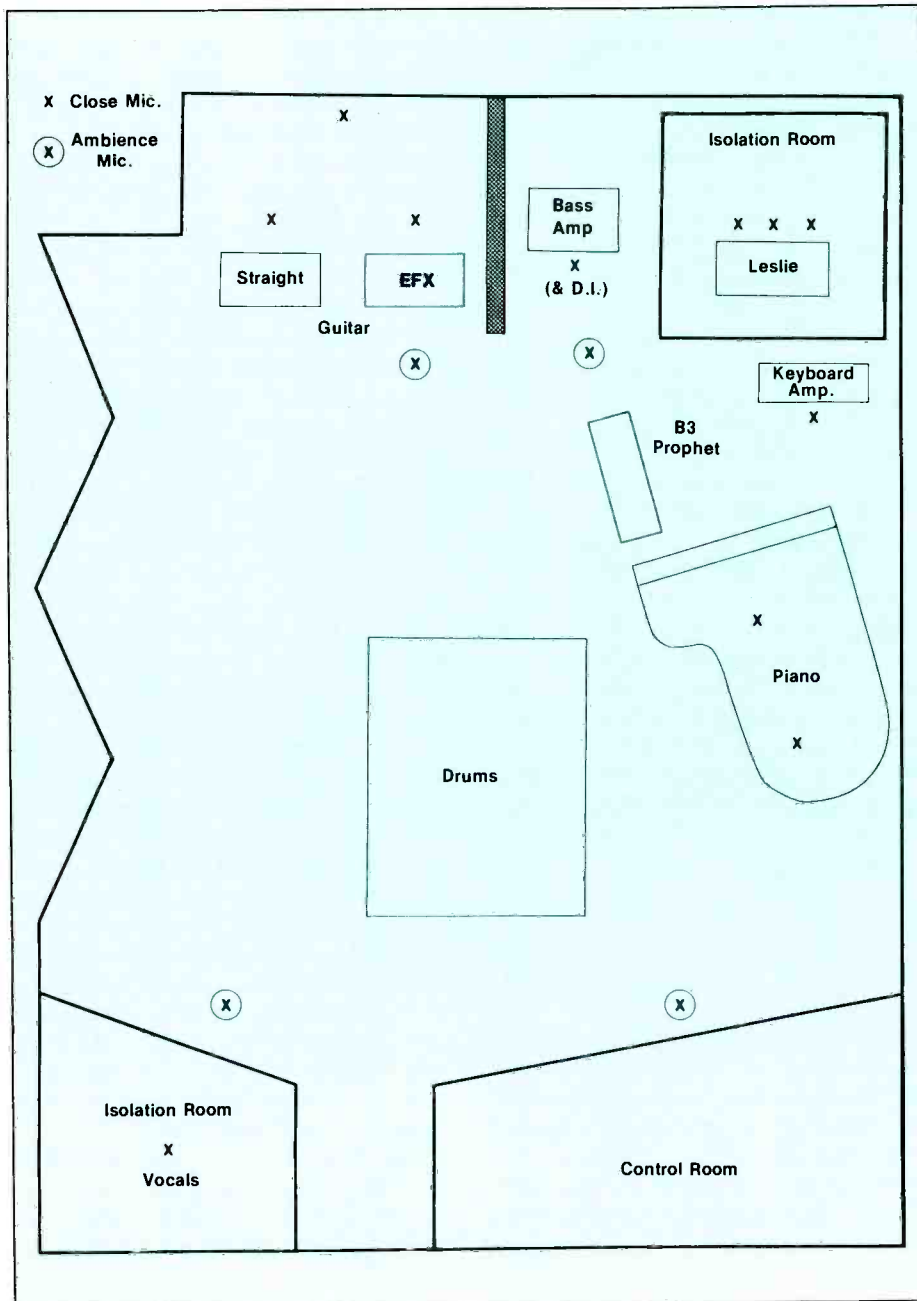 x Close Mic.
x Ambience
Mic.
x
x x
Straight
EFX
Guitar
x
Bass
Amp
x
(& D.I.)
x
Isolation Room
x x x
Leslie
Keyboard
Amp.
x
B3
Prophet
x
Piano
x
Drums
x
x
Isolation Room
x
Vocals
Control Room